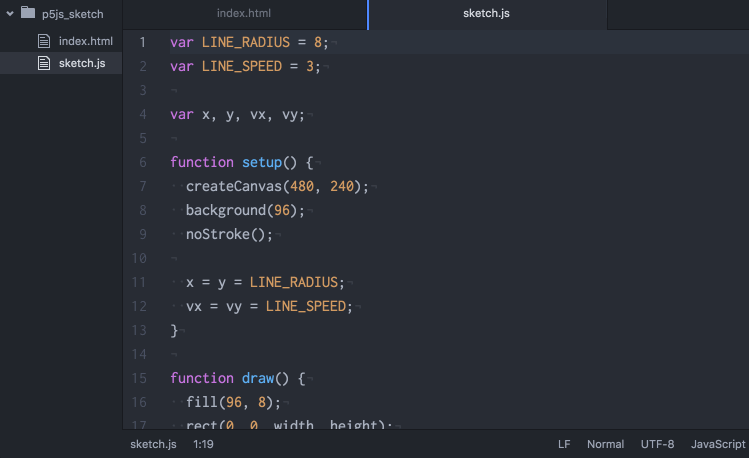 p5js_sketch
index.html
sketch.js
index.html
sketch.js
1 var LINE_RADIUS = 8;¬
2 var LINE_SPEED = 3;¬
3 ¬
4 var x, y, vx, vy;¬
5 ¬
6 function setup() {¬
7 ··createCanvas(480, 240);¬
8 ··background(96);¬
9 ··noStroke();¬
10 ¬
11 ··x = y = LINE_RADIUS;¬
12 ··vx = vy = LINE_SPEED;¬
13 }¬
14 ¬
15 function draw() {¬
16 ··fill(96, 8);¬
17 ··rect(0, 0, width, height);¬
sketch.js 1:19 LF Normal UTF-8 JavaScript